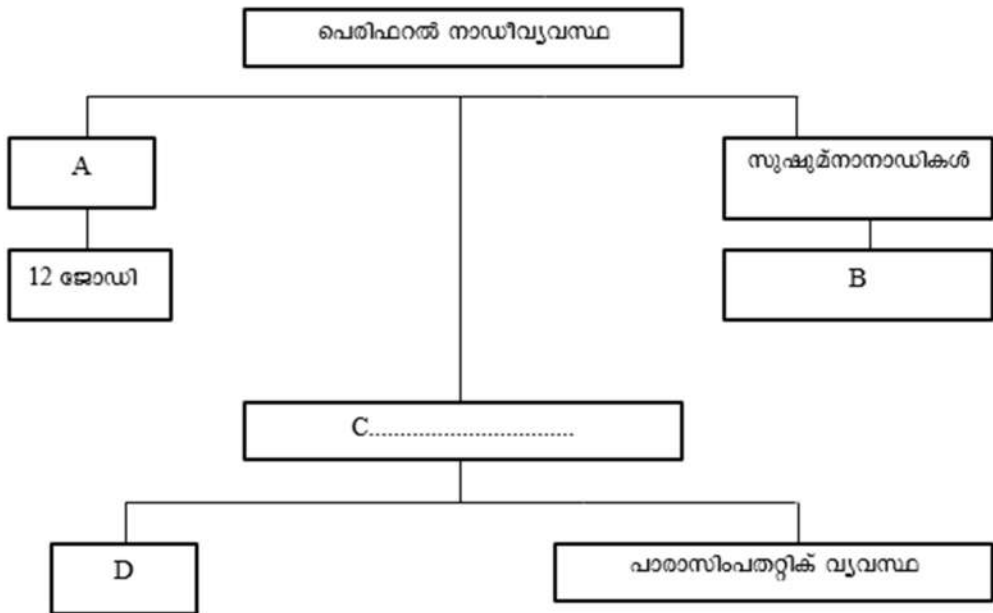 പെരിഫറൽ നാഡീവ്യവസ്ഥ
A
സുഷുമ്‌നാനാഡികൾ
12 ജോഡി
B
C.................................
D
പാരാസിംപതറ്റിക് വ്യവസ്ഥ